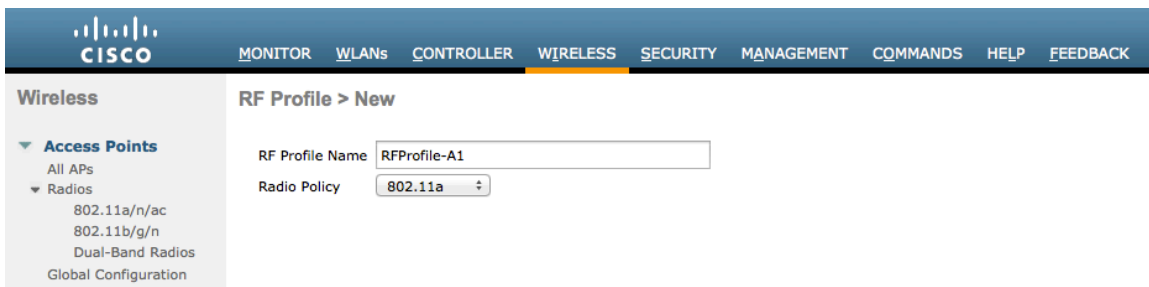 CISCO
MONITOR WLANs CONTROLLER WIRELESS SECURITY MANAGEMENT COMMANDS HELP FEEDBACK
Wireless
Access Points
All APs
Radios
802.11a/n/ac
802.11b/g/n
Dual-Band Radios
Global Configuration
RF Profile > New
RF Profile Name RFProfile-A1
Radio Policy 802.11a